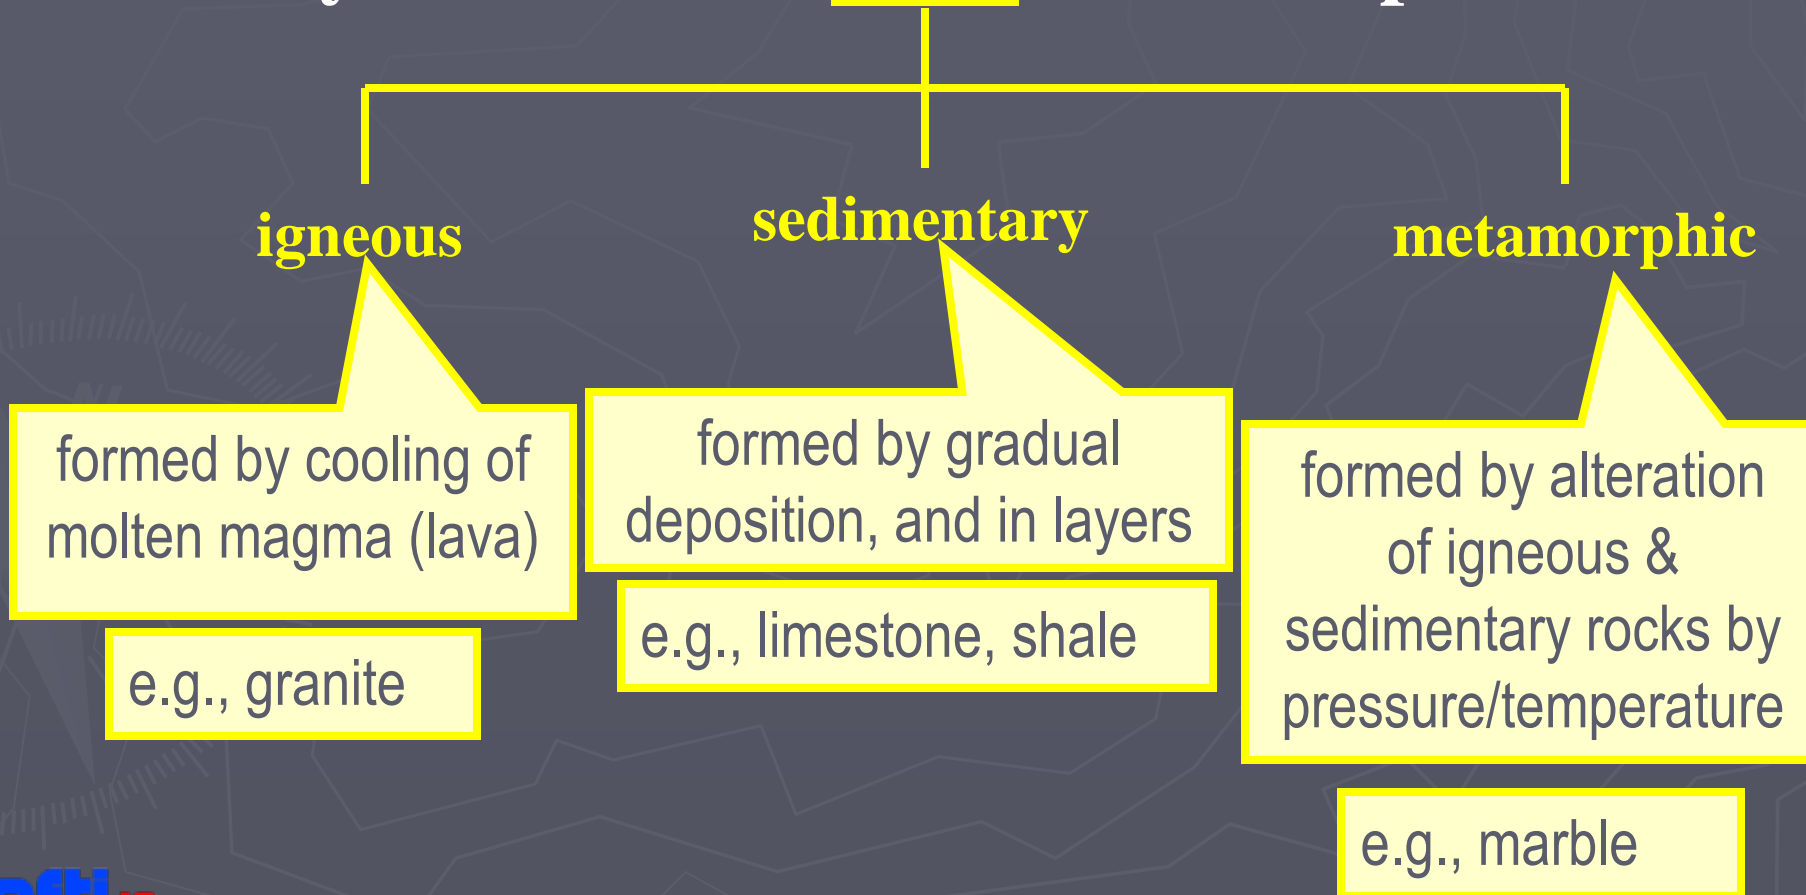 igneous
sedimentary
metamorphic
formed by cooling of
molten magma (lava)
e.g., granite
formed by gradual
deposition, and in layers
e.g., limestone, shale
formed by alteration
of igneous &
sedimentary rocks by
pressure/temperature
e.g., marble